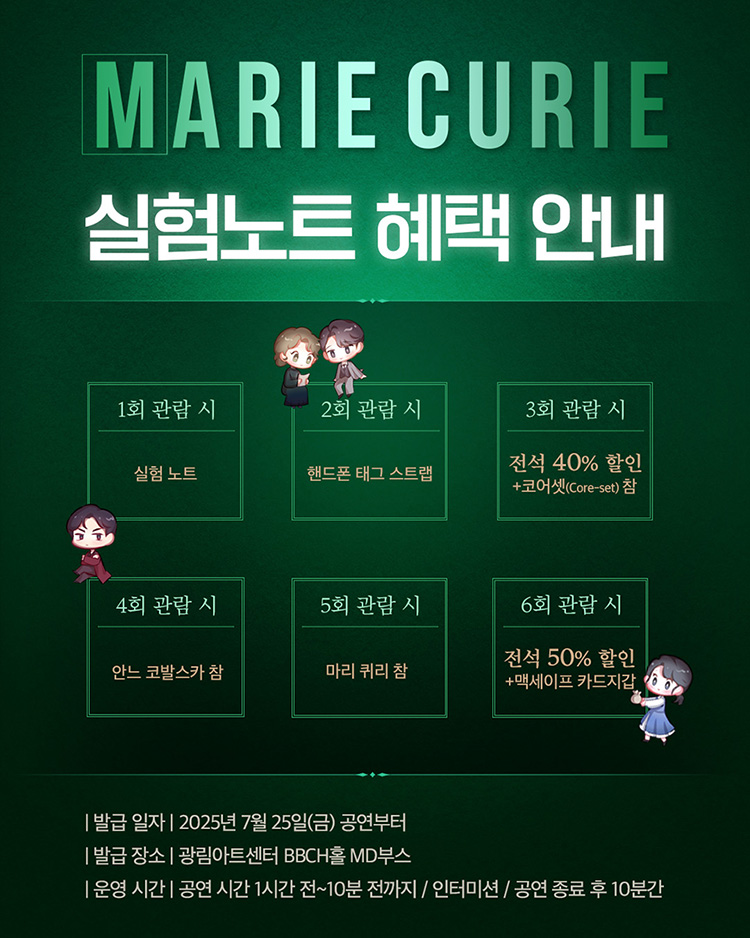 MARIE CURIE
실험노트 혜택 안내
1회 관람 시
실험 노트
2회 관람 시
핸드폰 태그 스트랩
3회 관람 시
전석 40% 할인
+코어셋(Core-set) 참
4회 관람 시
안느 코발스카 참
5회 관람 시
마리 퀴리 참
6회 관람 시
전석 50% 할인
+맥세이프 카드지갑
| 발급 일자 | 2025년 7월 25일(금) 공연부터
| 발급 장소 | 광림아트센터 BBCH홀 MD부스
| 운영 시간 | 공연 시간 1시간 전~10분 전까지 / 인터미션 / 공연 종료 후 10분간